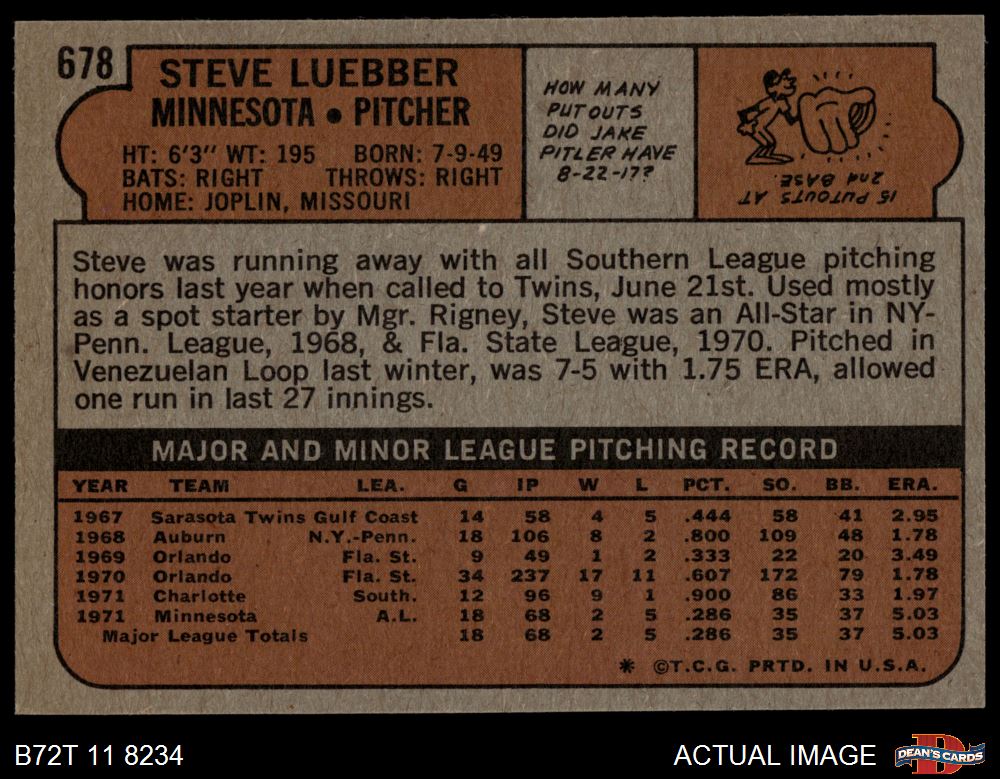 678
STEVE LUEBBER
MINNESOTA • PITCHER
HT: 6'3" WT: 195 BORN: 7-9-49
BATS: RIGHT THROWS: RIGHT
HOME: JOPLIN, MISSOURI
HOW MANY
PUTOUTS
DID JAKE
PITLER HAVE
8-22-17?
15 PUTOUTS AT
2nd BASE.
Steve was running away with all Southern League pitching
honors last year when called to Twins, June 21st. Used mostly
as a spot starter by Mgr. Rigney, Steve was an All-Star in NY-
Penn. League, 1968, & Fla. State League, 1970. Pitched in
Venezuelan Loop last winter, was 7-5 with 1.75 ERA, allowed
one run in last 27 innings.
MAJOR AND MINOR LEAGUE PITCHING RECORD
YEAR TEAM LEA. G IP W L PCT. SO. BB. ERA.
1967 Sarasota Twins Gulf Coast 14 58 4 5 .444 58 41 2.95
1968 Auburn N.Y.-Penn. 18 106 8 2 .800 109 48 1.78
1969 Orlando Fla. St. 9 49 1 2 .333 22 20 3.49
1970 Orlando Fla. St. 34 237 17 11 .607 172 79 1.78
1971 Charlotte South. 12 96 9 1 .900 86 33 1.97
1971 Minnesota A.L. 18 68 2 5 .286 35 37 5.03
Major League Totals 18 68 2 5 .286 35 37 5.03
* ©T.C.G. PRTD. IN U.S.A.
B72T 11 8234
ACTUAL IMAGE
D
DEAN'S CARDS